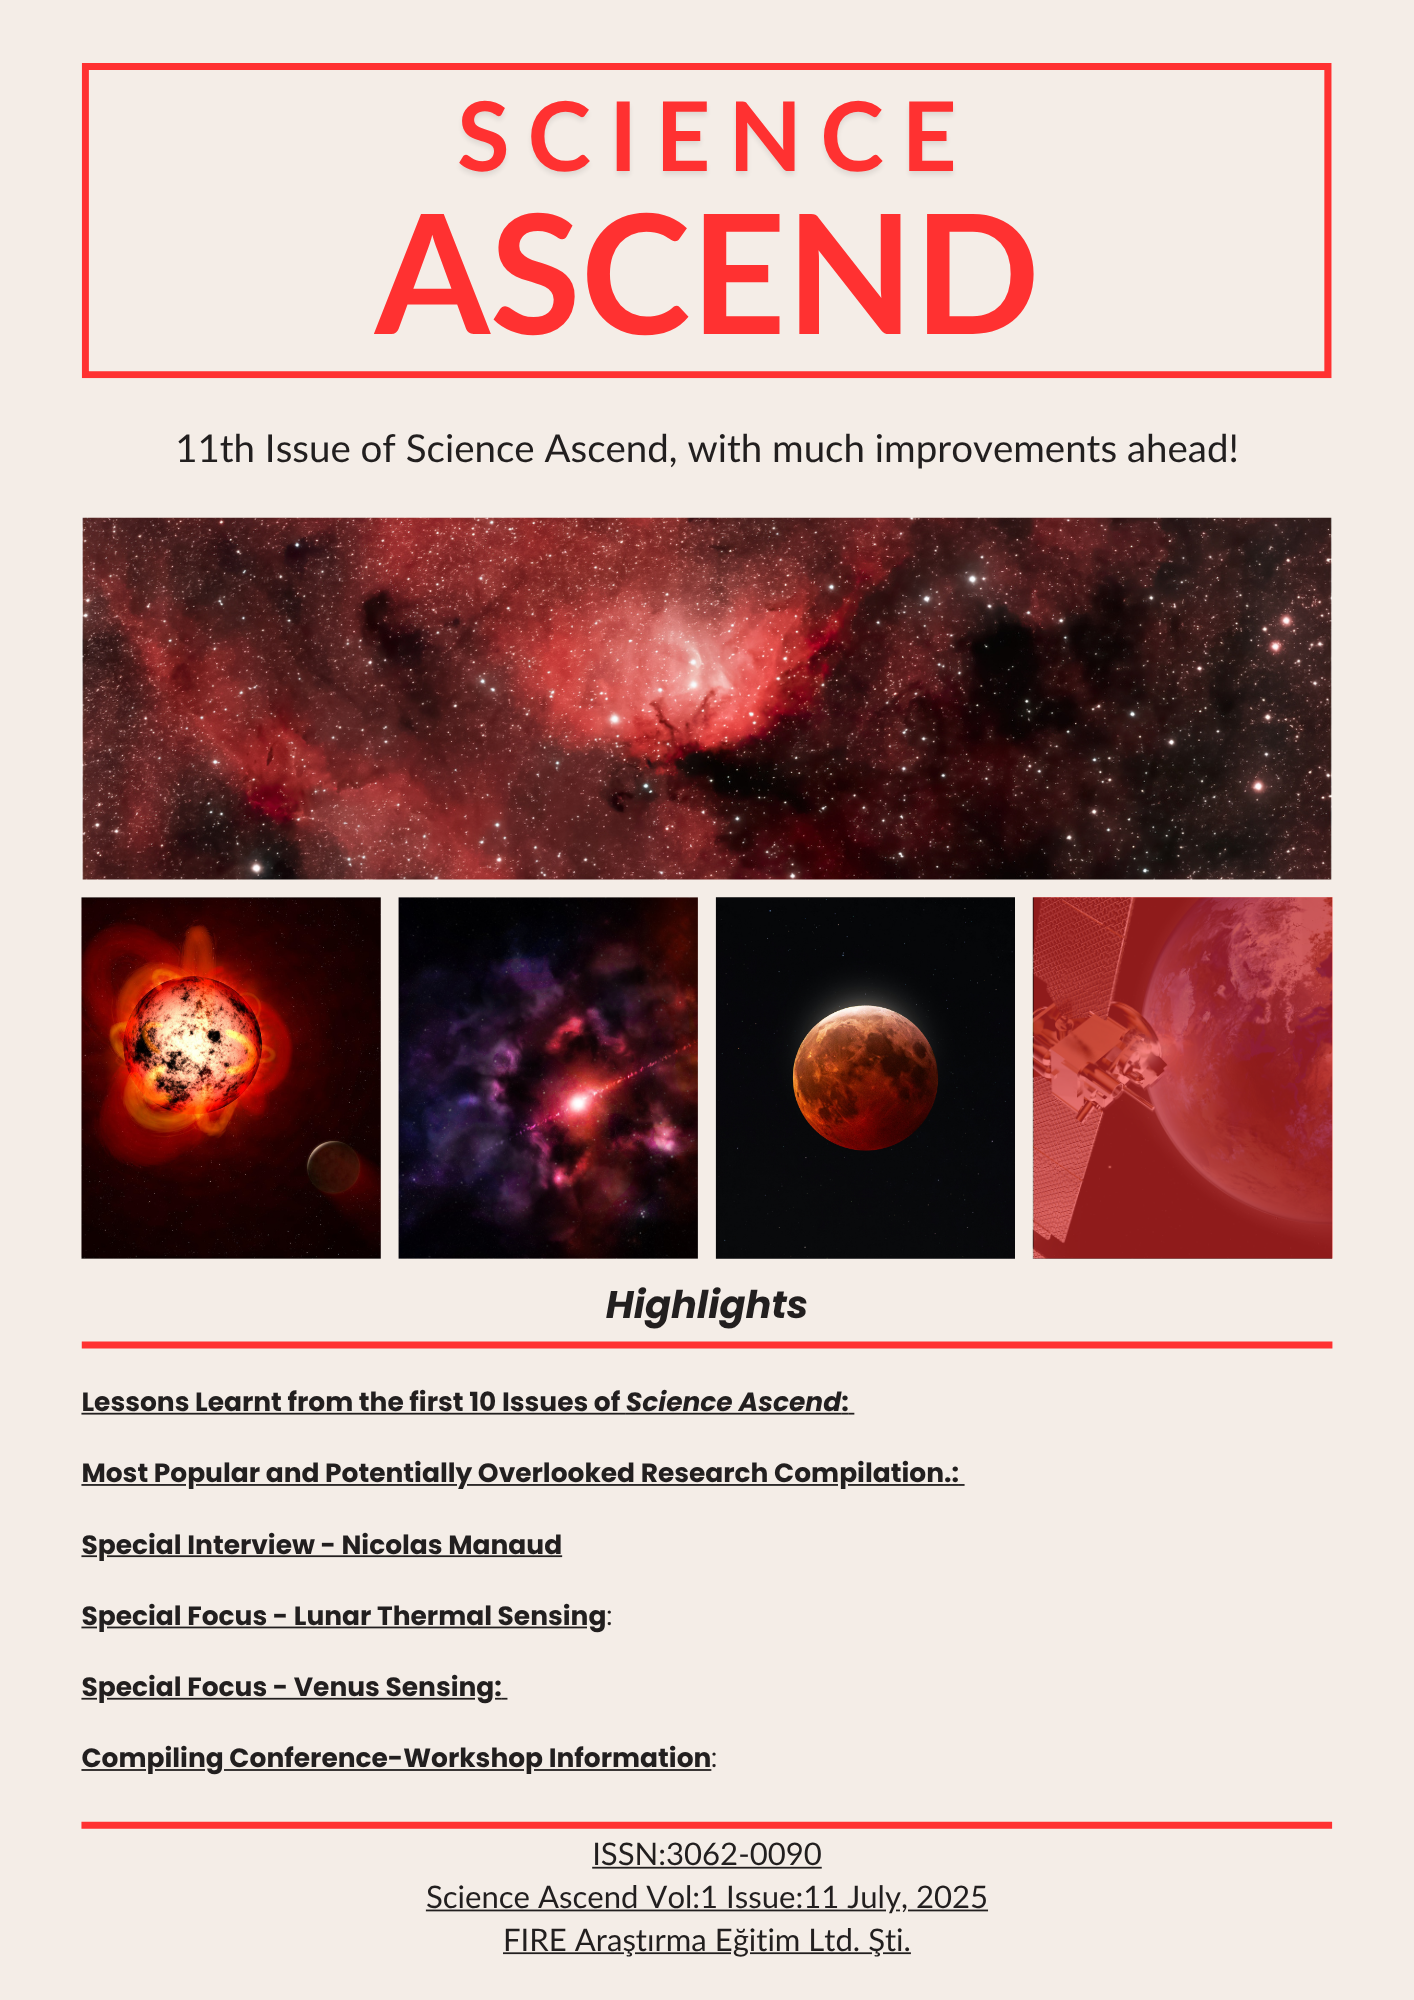 SCIENCE
ASCEND
11th Issue of Science Ascend, with much improvements ahead!
Highlights
Lessons Learnt from the first 10 Issues of Science Ascend:
Most Popular and Potentially Overlooked Research Compilation.:
Special Interview - Nicolas Manaud
Special Focus - Lunar Thermal Sensing:
Special Focus - Venus Sensing:
Compiling Conference-Workshop Information:
ISSN:3062-0090
Science Ascend Vol:1 Issue:11 July, 2025
FIRE Araştırma Eğitim Ltd. Şti.